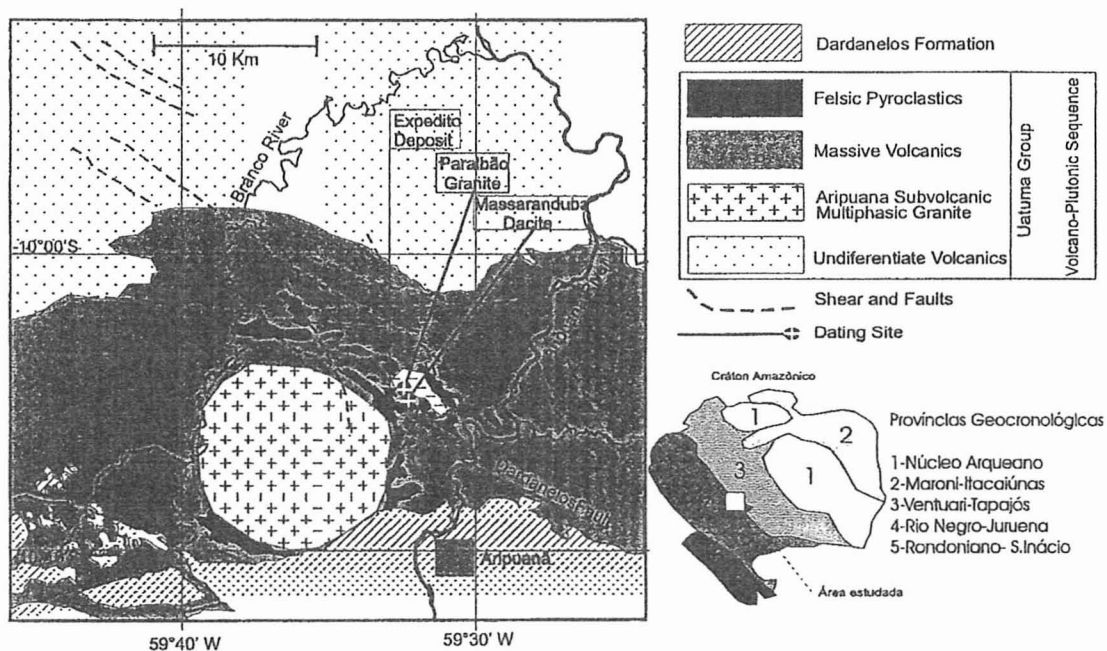 10 Km
Branco River
Expedito
Deposit
Paraibão
Granite
Massaranduba
Dacite
-10°00'S
Dardanelos Fault
Aripuanã
59°40' W
59°30' W
Dardanelos Formation
Felsic Pyroclastics
Massive Volcanics
Aripuana Subvolcanic
Multiphasic Granite
Undiferentiate Volcanics
Uatuma Group
Volcano-Plutonic Sequence
Shear and Faults
Dating Site
Cráton Amazônico
1
2
3
1
Províncias Geocronológicas
1-Núcleo Arqueano
2-Maroni-Itacaiúnas
3-Ventuari-Tapajós
4-Rio Negro-Juruena
5-Rondoniano- S.Inácio
Área estudada